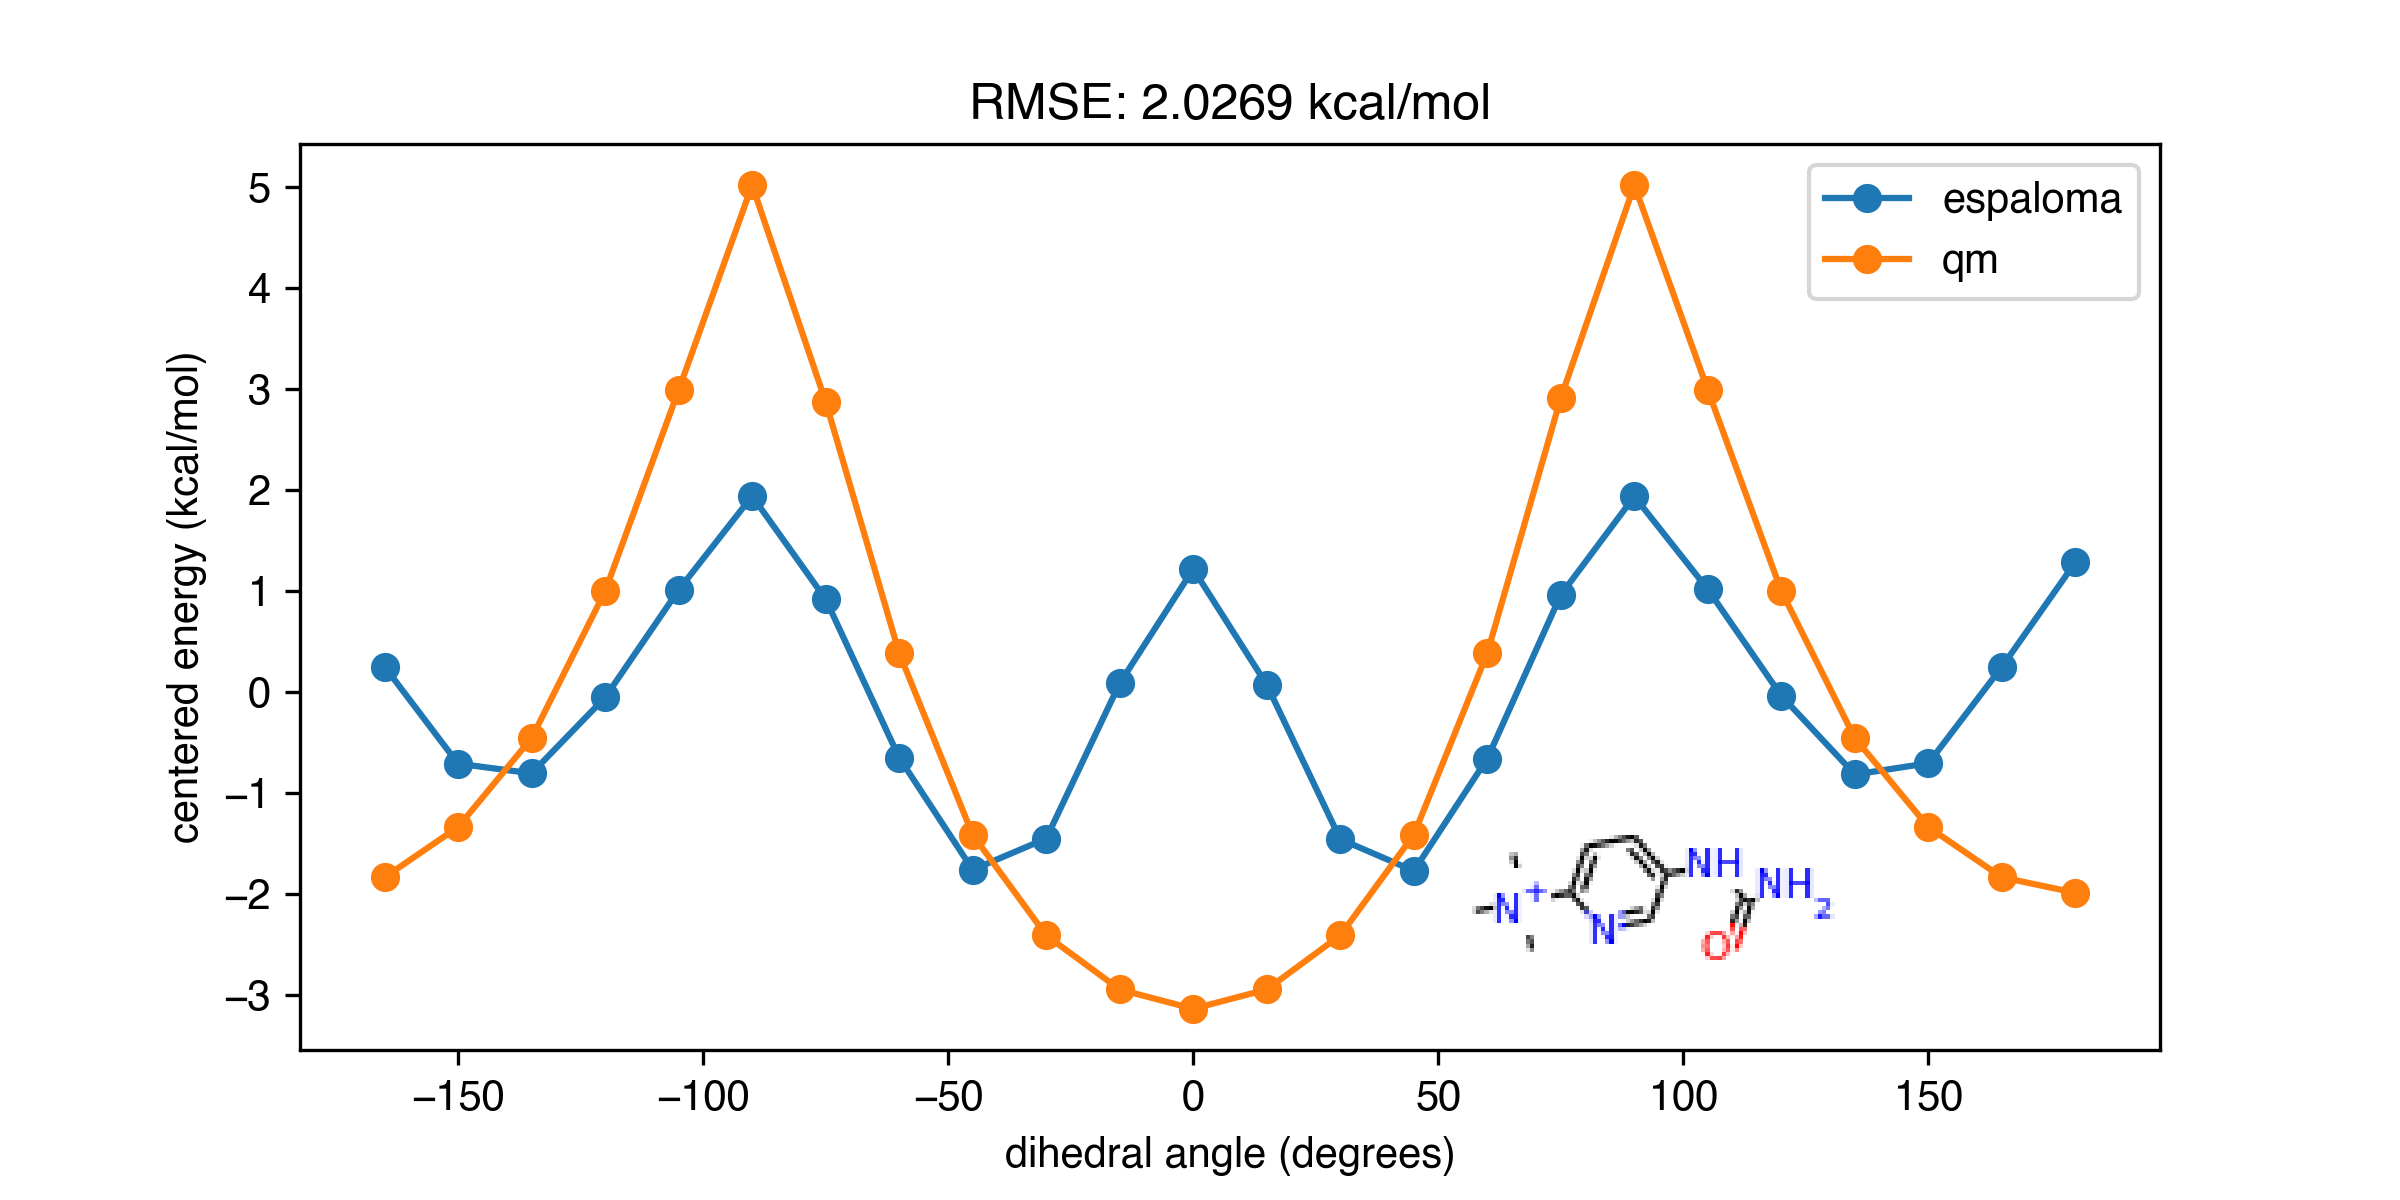 RMSE: 2.0269 kcal/mol
espaloma
qm
centered energy (kcal/mol)
5
4
3
2
1
0
−1
−2
−3
NH
NH2
N+
N
O
−150 −100 −50 0 50 100 150
dihedral angle (degrees)